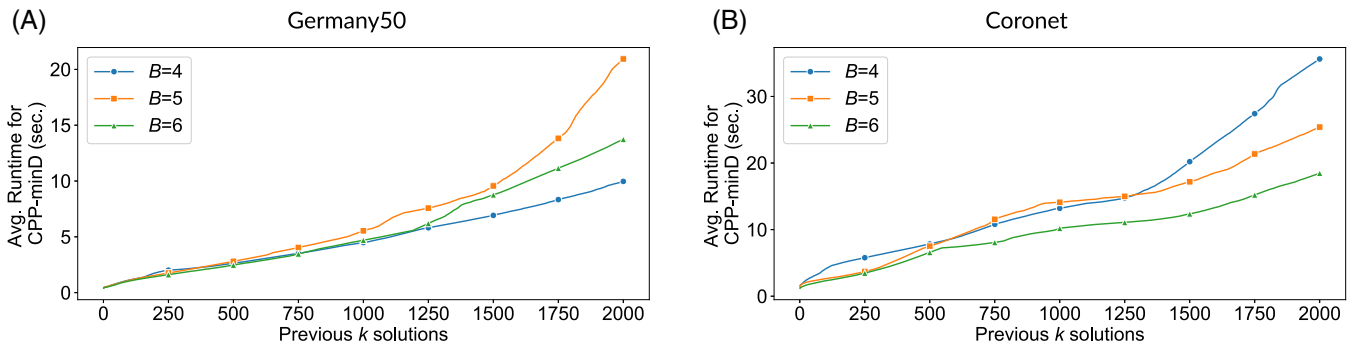 (A) Germany50
Avg. Runtime for
CPP-minD (sec.)
20
15
10
5
0
B=4
B=5
B=6
0 250 500 750 1000 1250 1500 1750 2000
Previous k solutions
(B) Coronet
Avg. Runtime for
CPP-minD (sec.)
30
20
10
0
B=4
B=5
B=6
0 250 500 750 1000 1250 1500 1750 2000
Previous k solutions